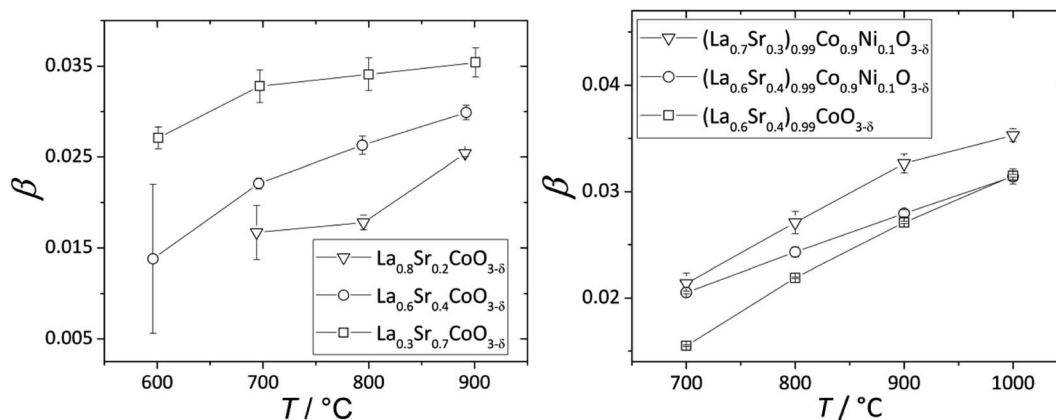 0.035
0.025
0.015
0.005
β
600 700 800 900
T / °C
La0.8Sr0.2CoO3-δ
La0.6Sr0.4CoO3-δ
La0.3Sr0.7CoO3-δ
0.04
0.03
0.02
β
700 800 900 1000
T / °C
(La0.7Sr0.3)0.99Co0.9Ni0.1O3-δ
(La0.6Sr0.4)0.99Co0.9Ni0.1O3-δ
(La0.6Sr0.4)0.99CoO3-δ